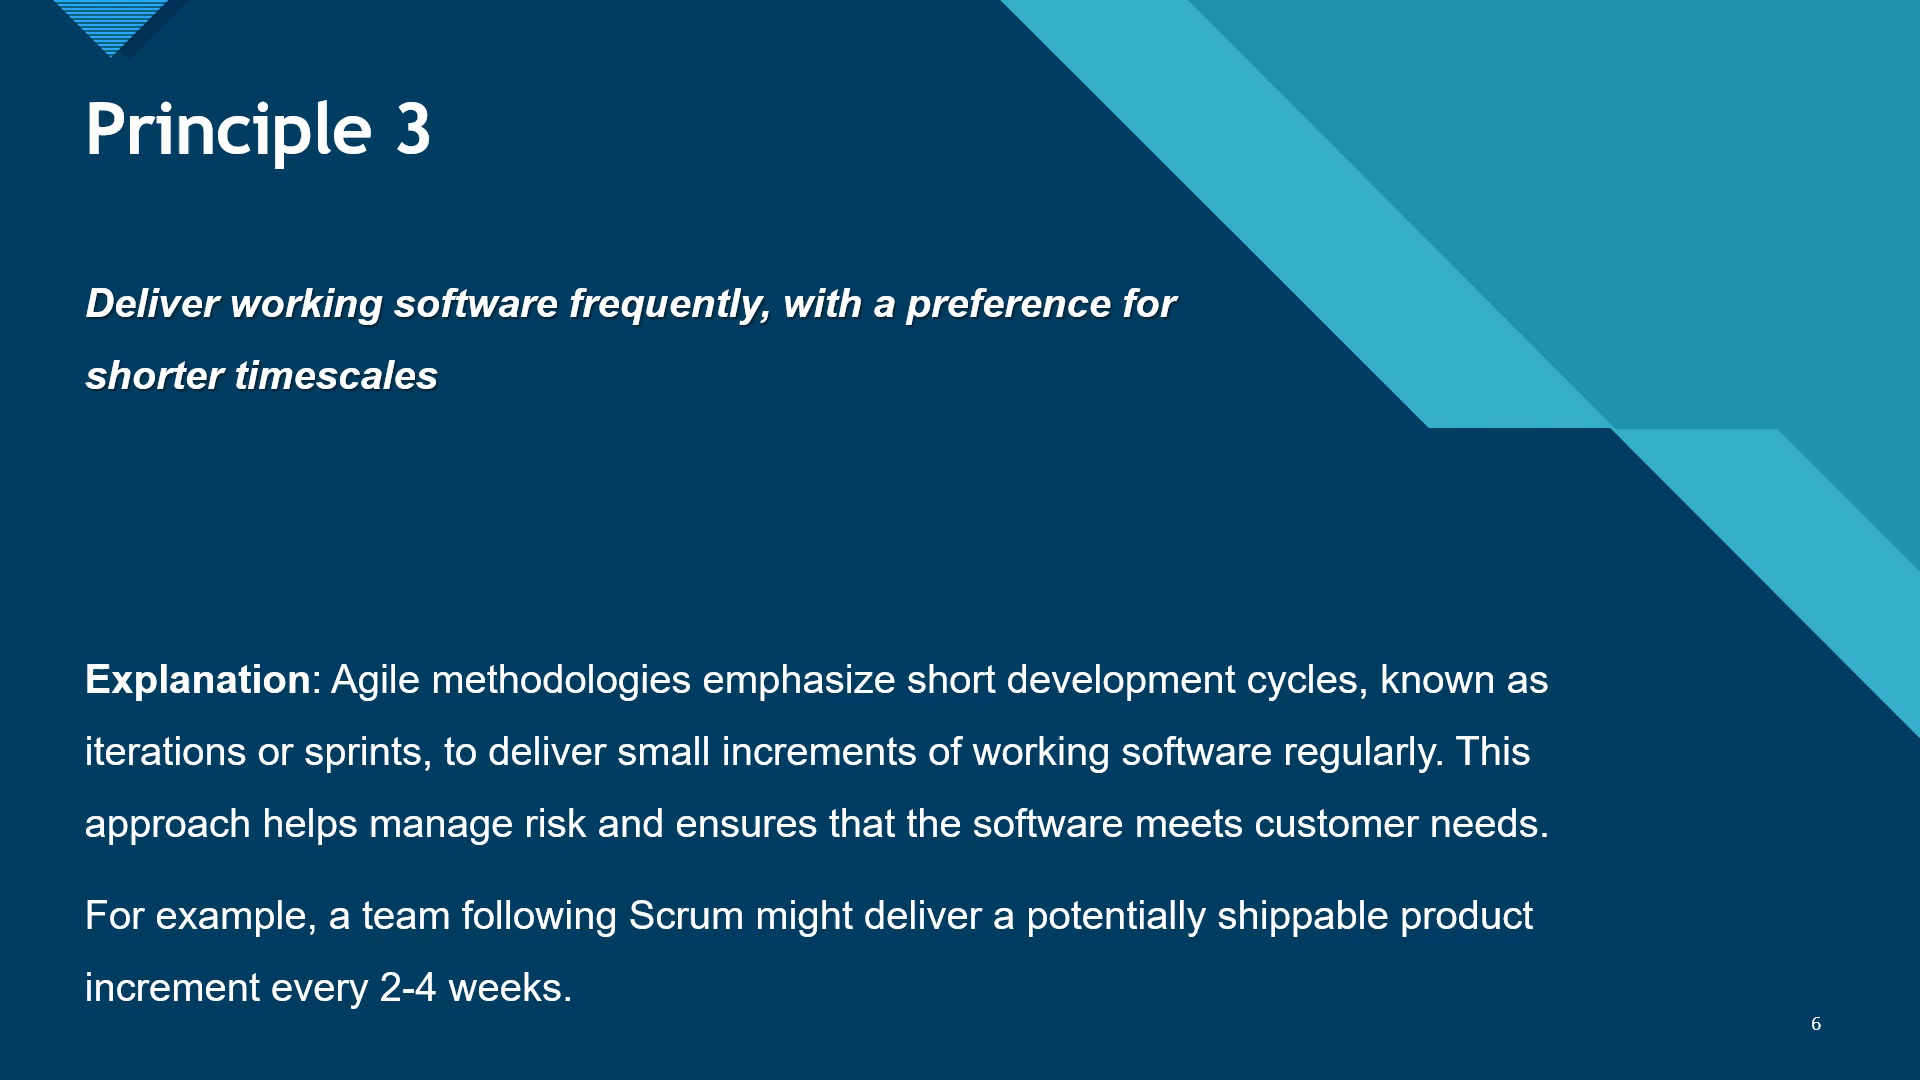 Principle 3
Deliver working software frequently, with a preference for
shorter timescales
Explanation: Agile methodologies emphasize short development cycles, known as
iterations or sprints, to deliver small increments of working software regularly. This
approach helps manage risk and ensures that the software meets customer needs.
For example, a team following Scrum might deliver a potentially shippable product
increment every 2-4 weeks.
6